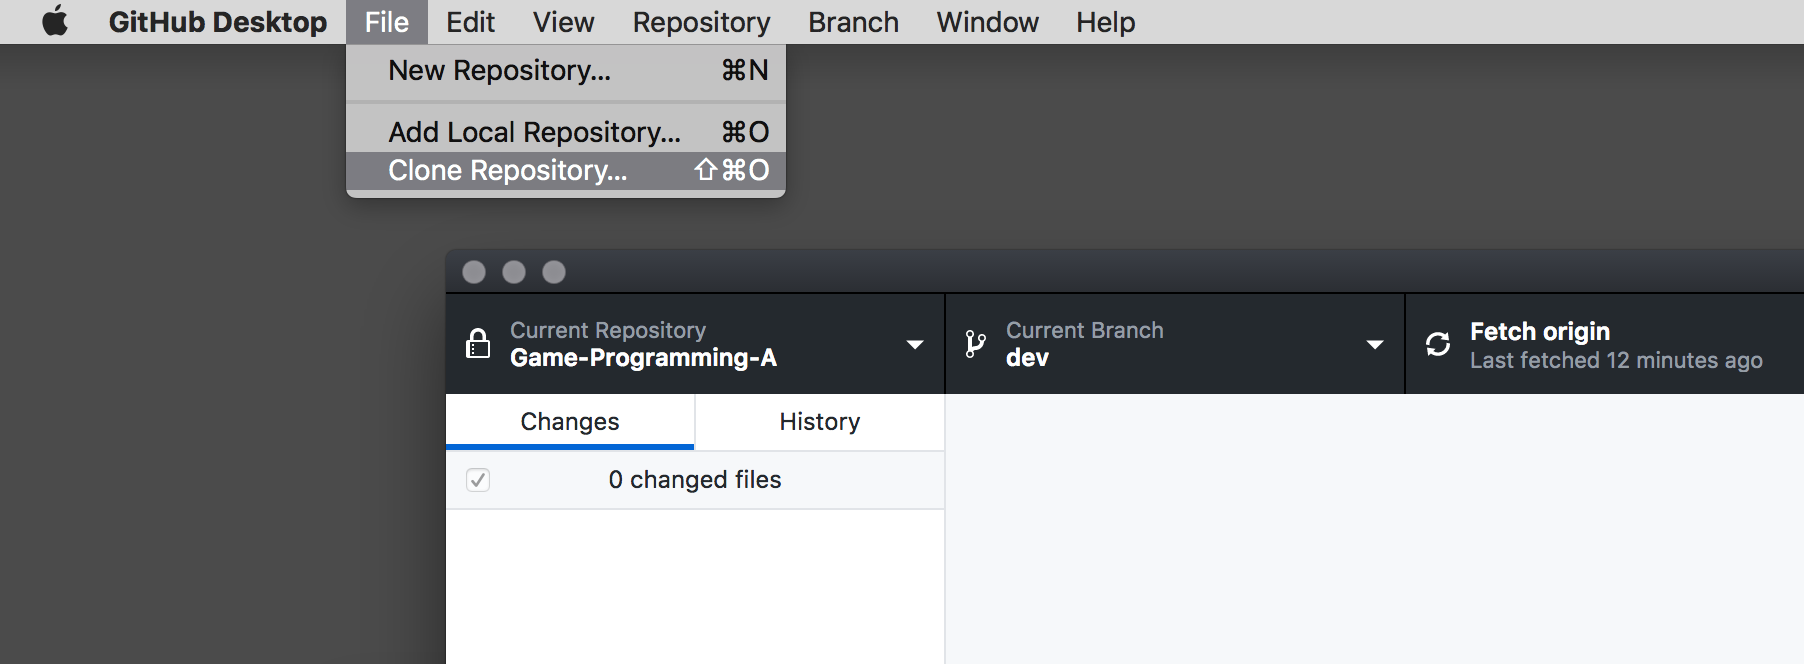 GitHub Desktop File Edit View Repository Branch Window Help
New Repository... ⌘N
Add Local Repository... ⌘O
Clone Repository... ⇧⌘O
Current Repository
Game-Programming-A
Current Branch
dev
Fetch origin
Last fetched 12 minutes ago
Changes History
0 changed files